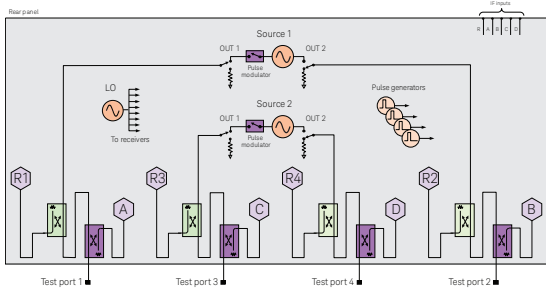 Rear panel
IF inputs
R A B C D
Source 1
OUT 1
OUT 2
Pulse
modulator
LO
To receivers
Pulse generators
Source 2
OUT 1
OUT 2
Pulse
modulator
R1
R3
R4
R2
A
C
D
B
Test port 1
Test port 3
Test port 4
Test port 2